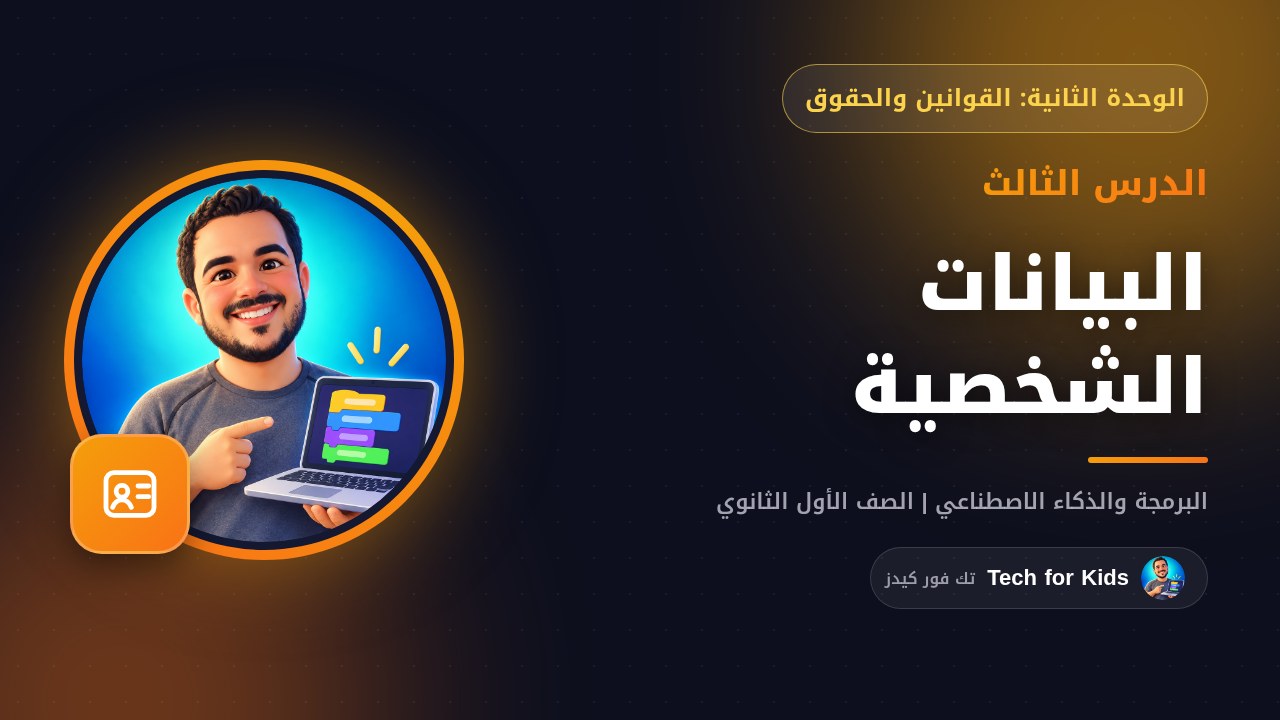 الوحدة الثانية: القوانين والحقوق
الدرس الثالث
البيانات
الشخصية
البرمجة والذكاء الاصطناعي | الصف الأول الثانوي
Tech for Kids تك فور كيدز